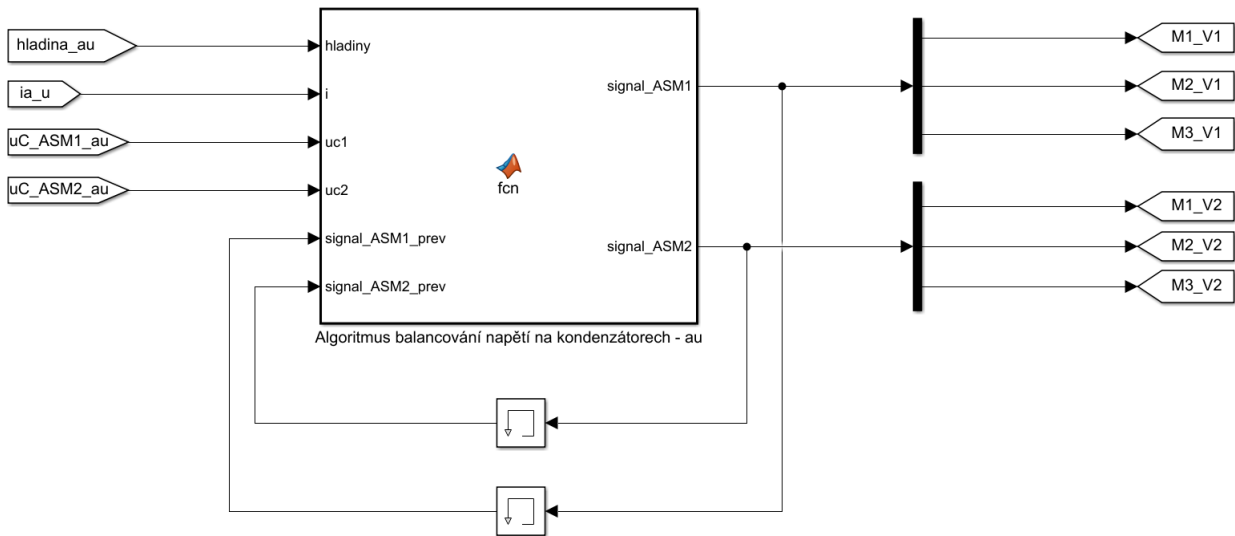 hladina_au
hladiny
ia_u
i
uC_ASM1_au
uc1
uC_ASM2_au
uc2
signal_ASM1_prev
signal_ASM2_prev
fcn
signal_ASM1
signal_ASM2
Algoritmus balancování napětí na kondenzátorech - au
M1_V1
M2_V1
M3_V1
M1_V2
M2_V2
M3_V2